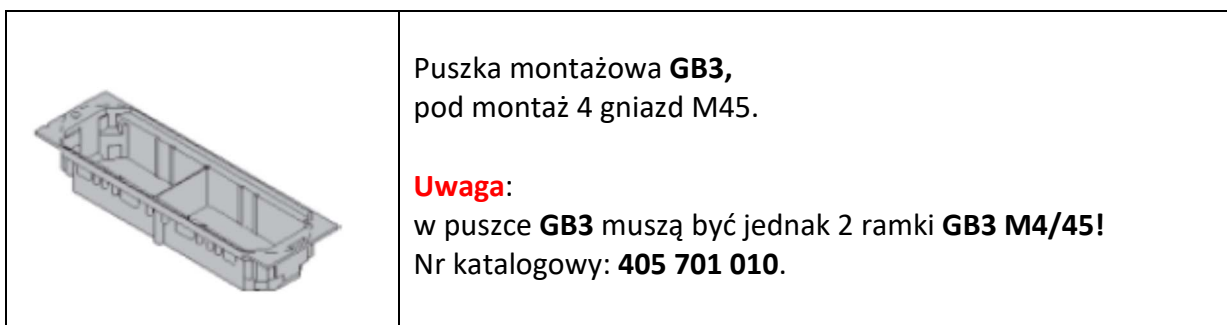 Puszka montażowa GB3,
pod montaż 4 gniazd M45.
Uwaga:
w puszce GB3 muszą być jednak 2 ramki GB3 M4/45!
Nr katalogowy: 405 701 010.